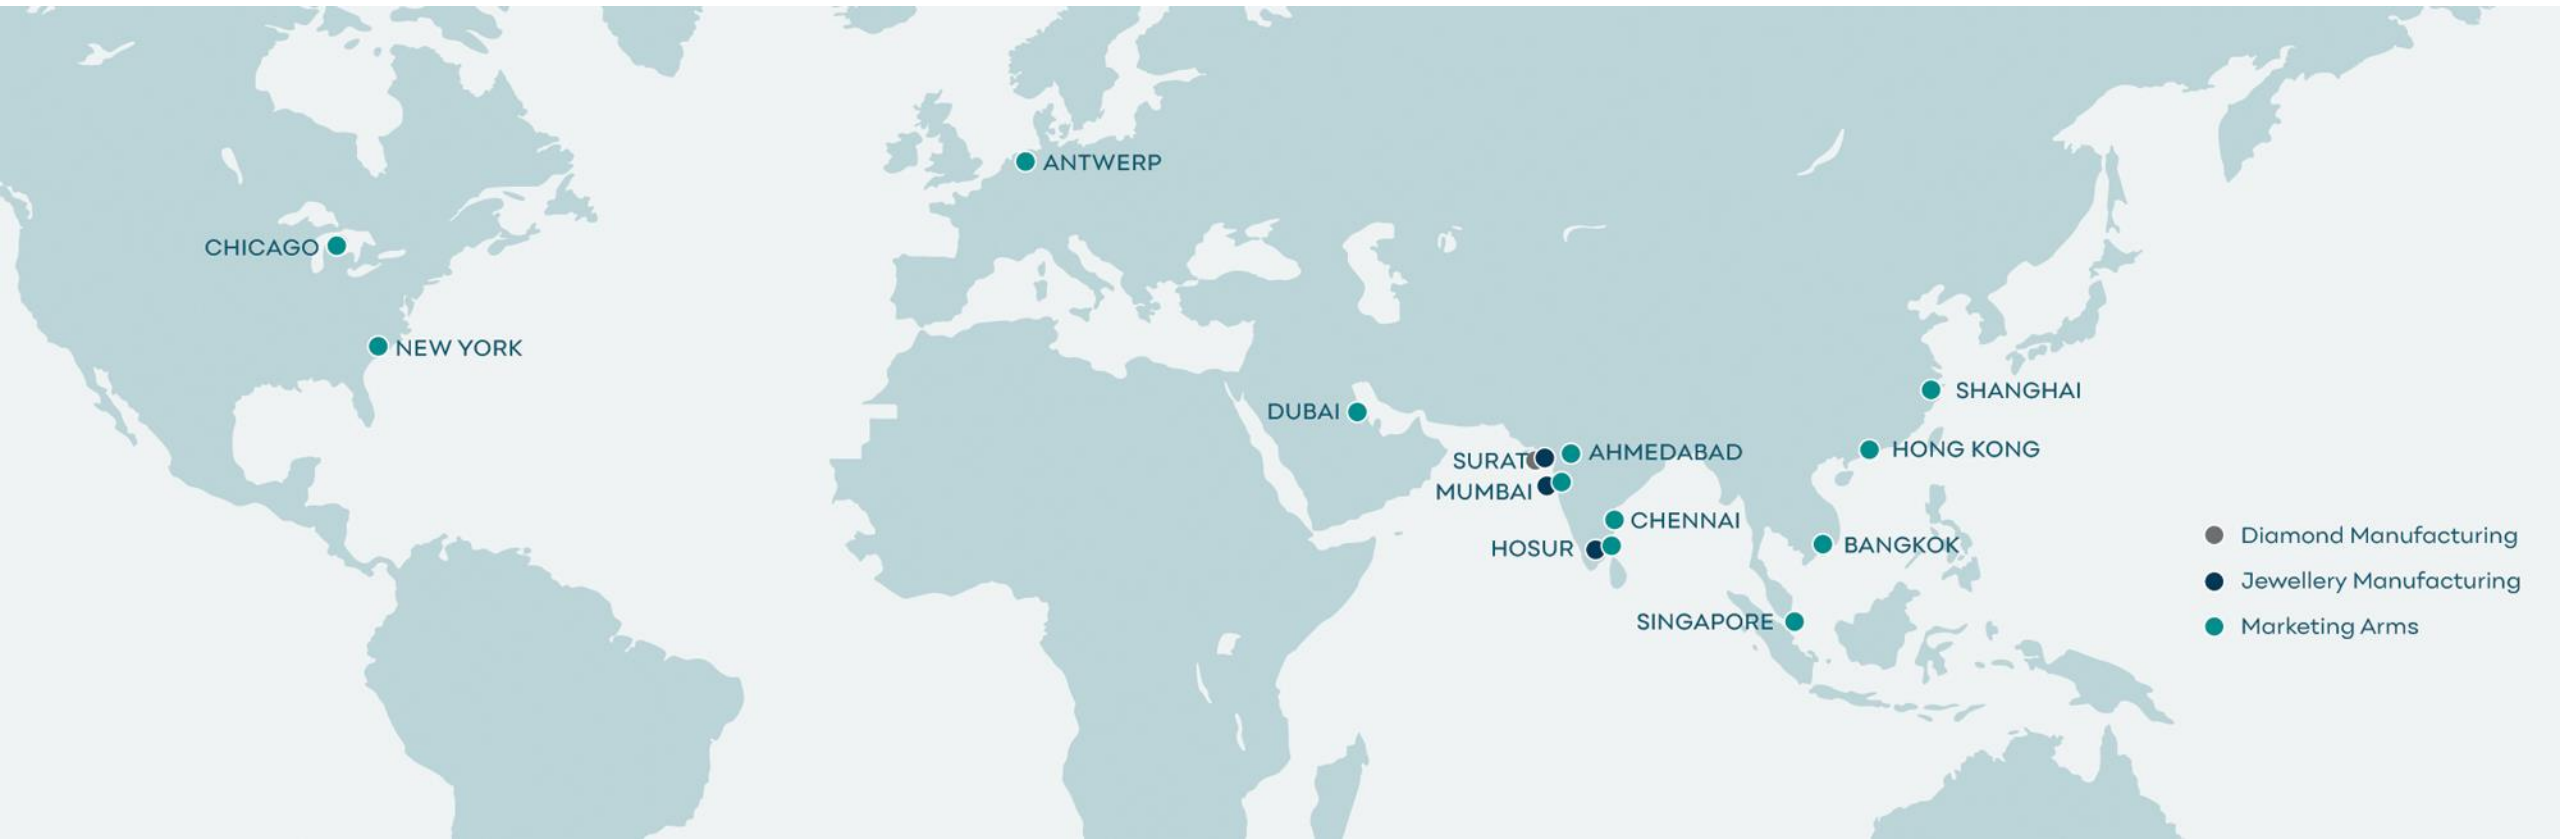 ANTWERP
CHICAGO
NEW YORK
DUBAI
SURAT
AHMEDABAD
MUMBAI
CHENNAI
HOSUR
SHANGHAI
HONG KONG
BANGKOK
SINGAPORE
Diamond Manufacturing
Jewellery Manufacturing
Marketing Arms